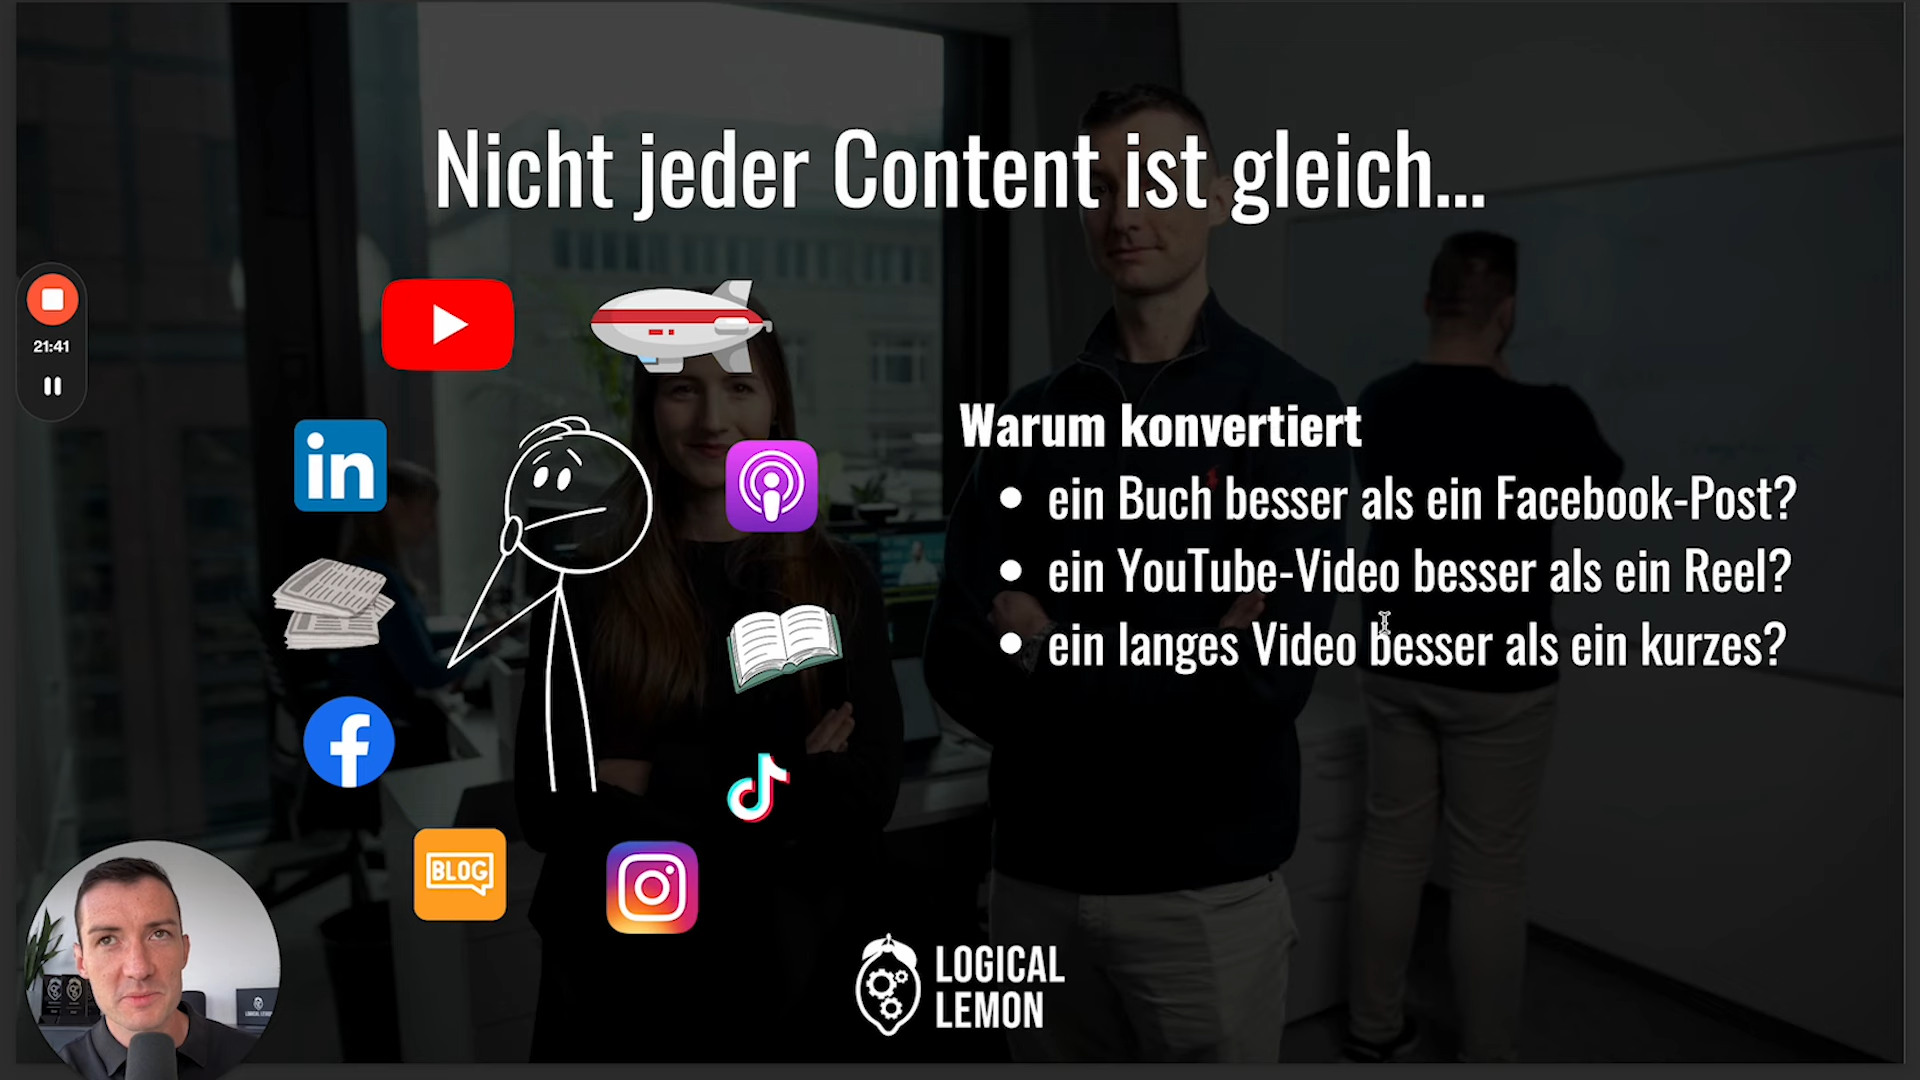 Nicht jeder Content ist gleich...
21:41
in
Warum konvertiert
• ein Buch besser als ein Facebook-Post?
• ein YouTube-Video besser als ein Reel?
• ein langes Video besser als ein kurzes?
BLOG
LOGICAL
LEMON